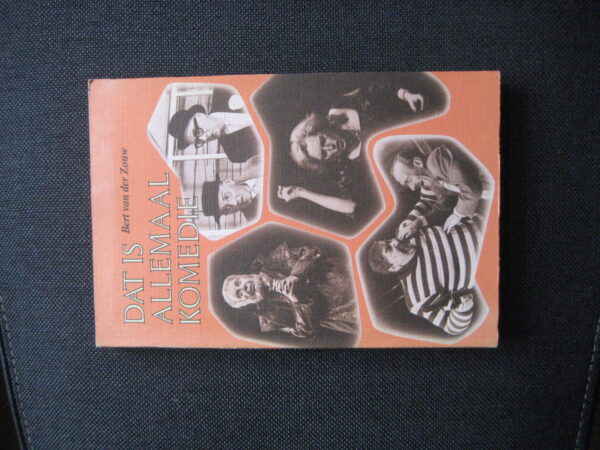 Bert van der Zouw
DAT IS
ALLEMAAL
KOMEDIE